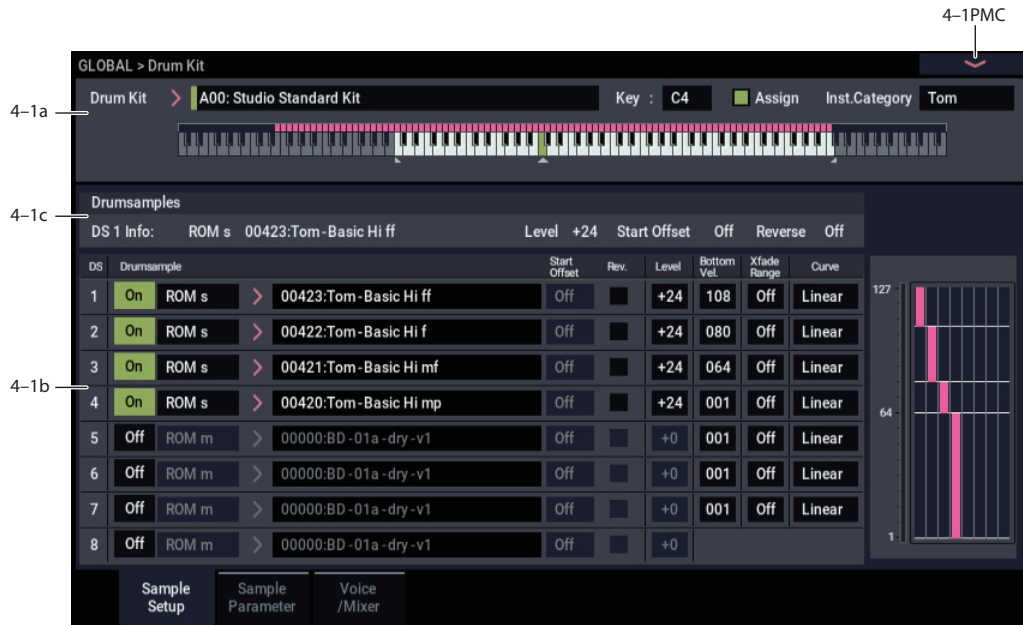 4–1PMC
GLOBAL > Drum Kit
4–1a
Drum Kit A00: Studio Standard Kit Key : C4 Assign Inst.Category Tom
4–1c
Drumsamples
DS 1 Info: ROM s 00423:Tom-Basic Hi ff Level +24 Start Offset Off Reverse Off
DS Drumsample Start Offset Rev. Level Bottom Vel. Xfade Range Curve
1 On ROM s 00423:Tom-Basic Hi ff Off +24 108 Off Linear
2 On ROM s 00422:Tom-Basic Hi f Off +24 080 Off Linear
3 On ROM s 00421:Tom-Basic Hi mf Off +24 064 Off Linear
4–1b
4 On ROM s 00420:Tom-Basic Hi mp Off +24 001 Off Linear
5 Off ROM m 00000:BD-01a-dry-v1 Off +0 001 Off Linear
6 Off ROM m 00000:BD-01a-dry-v1 Off +0 001 Off Linear
7 Off ROM m 00000:BD-01a-dry-v1 Off +0 001 Off Linear
8 Off ROM m 00000:BD-01a-dry-v1 Off +0
127
64
1
Sample Setup
Sample Parameter
Voice /Mixer